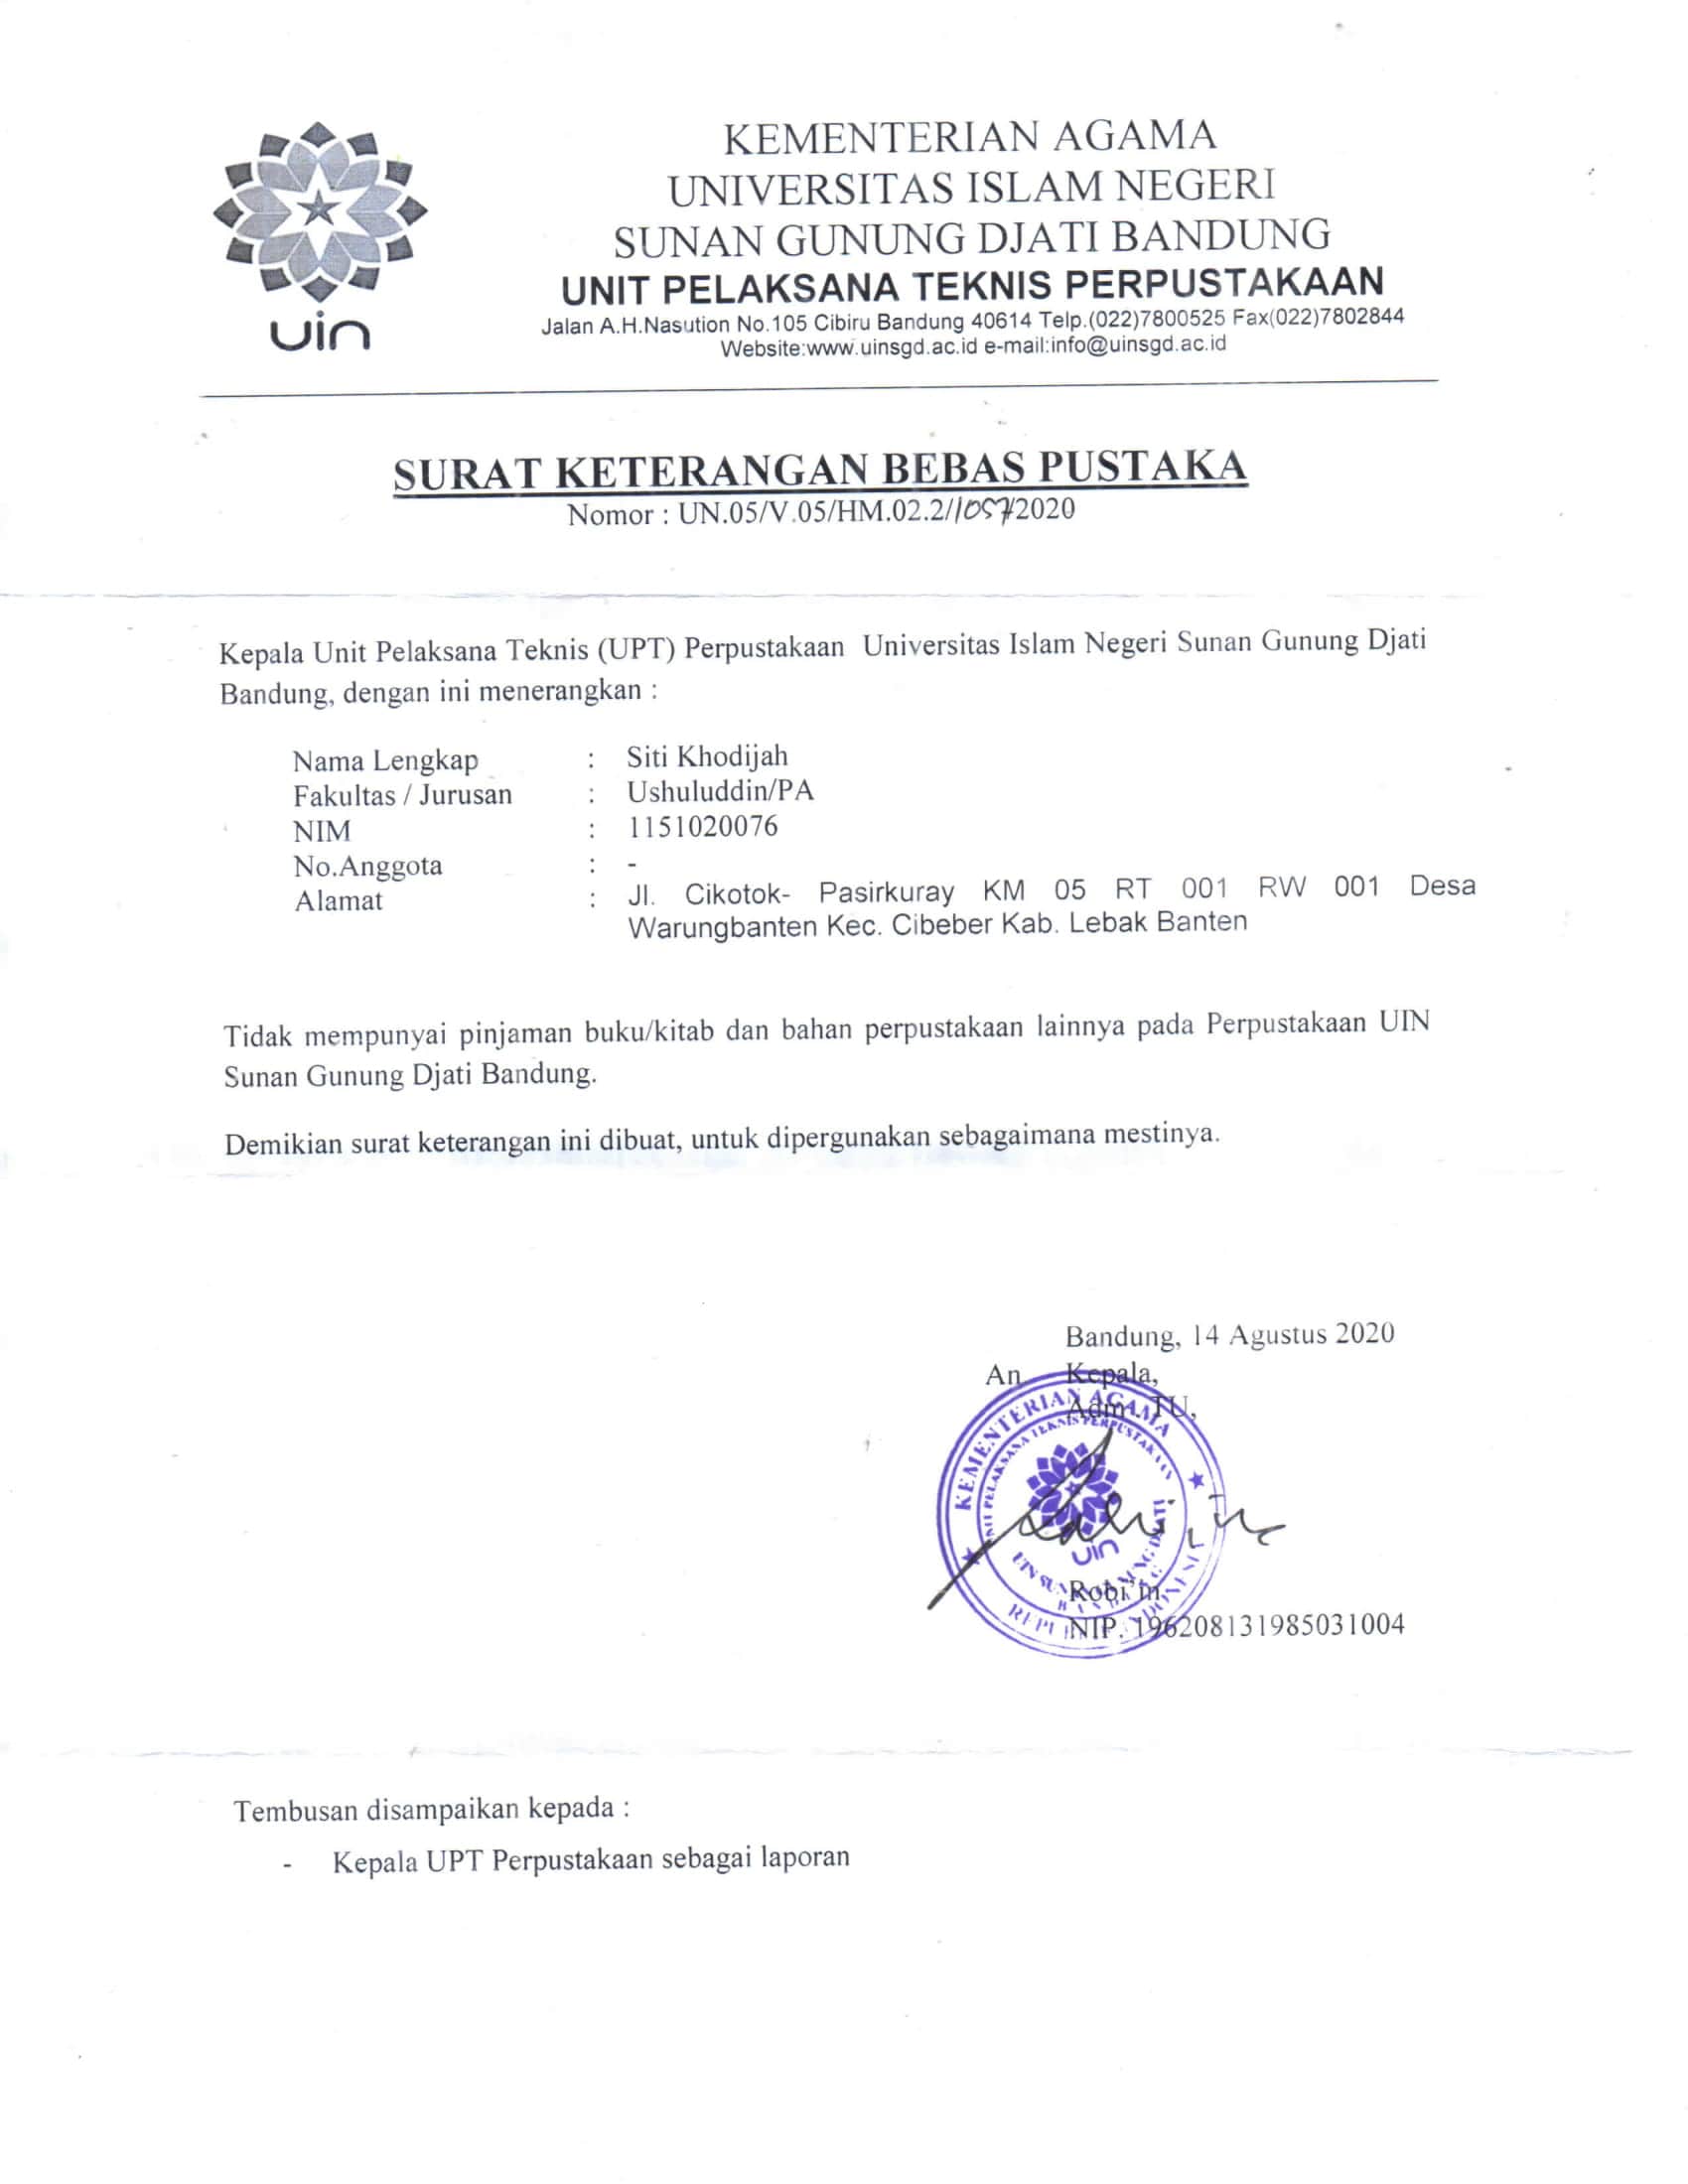 KEMENTERIAN AGAMA
UNIVERSITAS ISLAM NEGERI
SUNAN GUNUNG DJATI BANDUNG
UNIT PELAKSANA TEKNIS PERPUSTAKAAN
Jalan A.H.Nasution No.105 Cibiru Bandung 40614 Telp.(022)7800525 Fax(022)7802844
Website:www.uinsgd.ac.id e-mail:info@uinsgd.ac.id
uin
SURAT KETERANGAN BEBAS PUSTAKA
Nomor : UN.05/V.05/HM.02.2//1057/2020
Kepala Unit Pelaksana Teknis (UPT) Perpustakaan Universitas Islam Negeri Sunan Gunung Djati
Bandung, dengan ini menerangkan :
Nama Lengkap : Siti Khodijah
Fakultas / Jurusan : Ushuluddin/PA
NIM : 1151020076
No.Anggota : -
Alamat : Jl. Cikotok- Pasirkuray KM 05 RT 001 RW 001 Desa
Warungbanten Kec. Cibeber Kab. Lebak Banten
Tidak mempunyai pinjaman buku/kitab dan bahan perpustakaan lainnya pada Perpustakaan UIN
Sunan Gunung Djati Bandung.
Demikian surat keterangan ini dibuat, untuk dipergunakan sebagaimana mestinya.
Bandung, 14 Agustus 2020
An Kepala,
Adm. TU,
KEMENTERIAN AGAMA
PELAKSANA TEKNIS PERPUSTAKAAN
uin
Robi'in
NIP. 196208131985031004
Tembusan disampaikan kepada :
- Kepala UPT Perpustakaan sebagai laporan